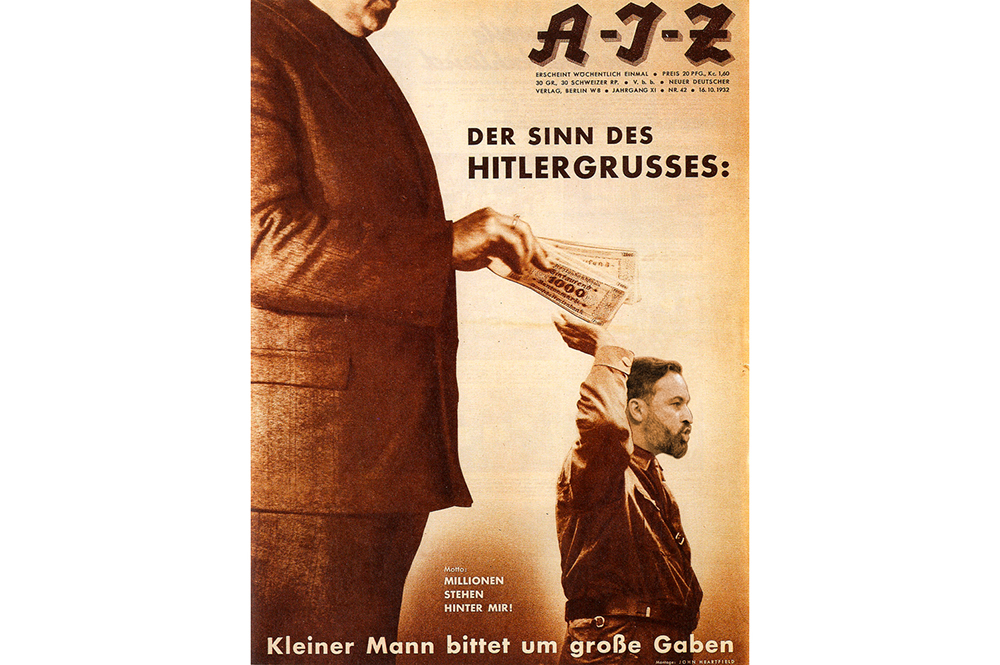 A-J-Z
ERSCHEINT WÖCHENTLICH EINMAL • PREIS 20 PFG., Kc. 1,60
30 GR., 30 SCHWEIZER RP. • V. b. b. • NEUER DEUTSCHER
VERLAG, BERLIN W 8 • JAHRGANG XI • NR. 42 • 16.10.1932
DER SINN DES
HITLERGRUSSES:
1000
Motto:
MILLIONEN
STEHEN
HINTER MIR!
Kleiner Mann bittet um große Gaben
Montage: JOHN HEARTFIELD